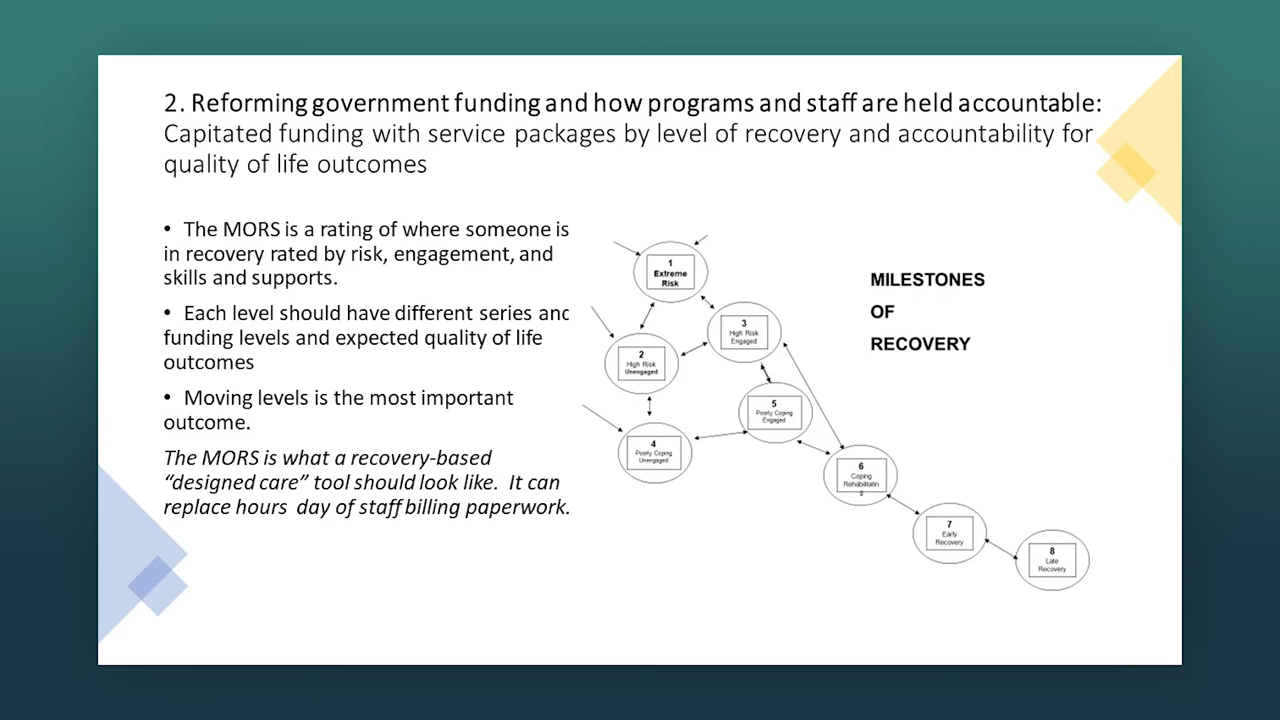 2. Reforming government funding and how programs and staff are held accountable:
Capitated funding with service packages by level of recovery and accountability for
quality of life outcomes
• The MORS is a rating of where someone is
in recovery rated by risk, engagement, and
skills and supports.
• Each level should have different series and
funding levels and expected quality of life
outcomes
• Moving levels is the most important
outcome.
The MORS is what a recovery-based
“designed care” tool should look like. It can
replace hours day of staff billing paperwork.
MILESTONES
OF
RECOVERY
1
Extreme
Risk
2
High Risk
Unengaged
3
High Risk
Engaged
4
Poorly Coping
Unengaged
5
Poorly Coping
Engaged
6
Coping
Rehabilitatin
g
7
Early
Recovery
8
Late
Recovery